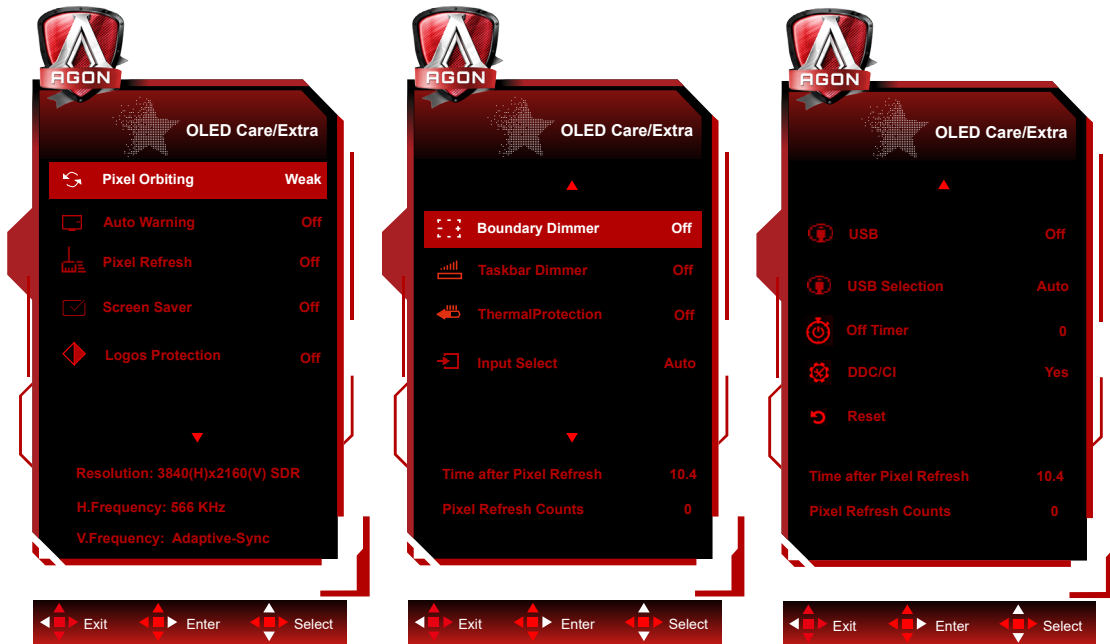 AGON
OLED Care/Extra
Pixel Orbiting Weak
Auto Warning Off
Pixel Refresh Off
Screen Saver Off
Logos Protection Off
Resolution: 3840(H)x2160(V) SDR
H.Frequency: 566 KHz
V.Frequency: Adaptive-Sync
Exit Enter Select
AGON
OLED Care/Extra
Boundary Dimmer Off
Taskbar Dimmer Off
ThermalProtection Off
Input Select Auto
Time after Pixel Refresh 10.4
Pixel Refresh Counts 0
Exit Enter Select
AGON
OLED Care/Extra
USB Off
USB Selection Auto
Off Timer 0
DDC/CI Yes
Reset
Time after Pixel Refresh 10.4
Pixel Refresh Counts 0
Exit Enter Select